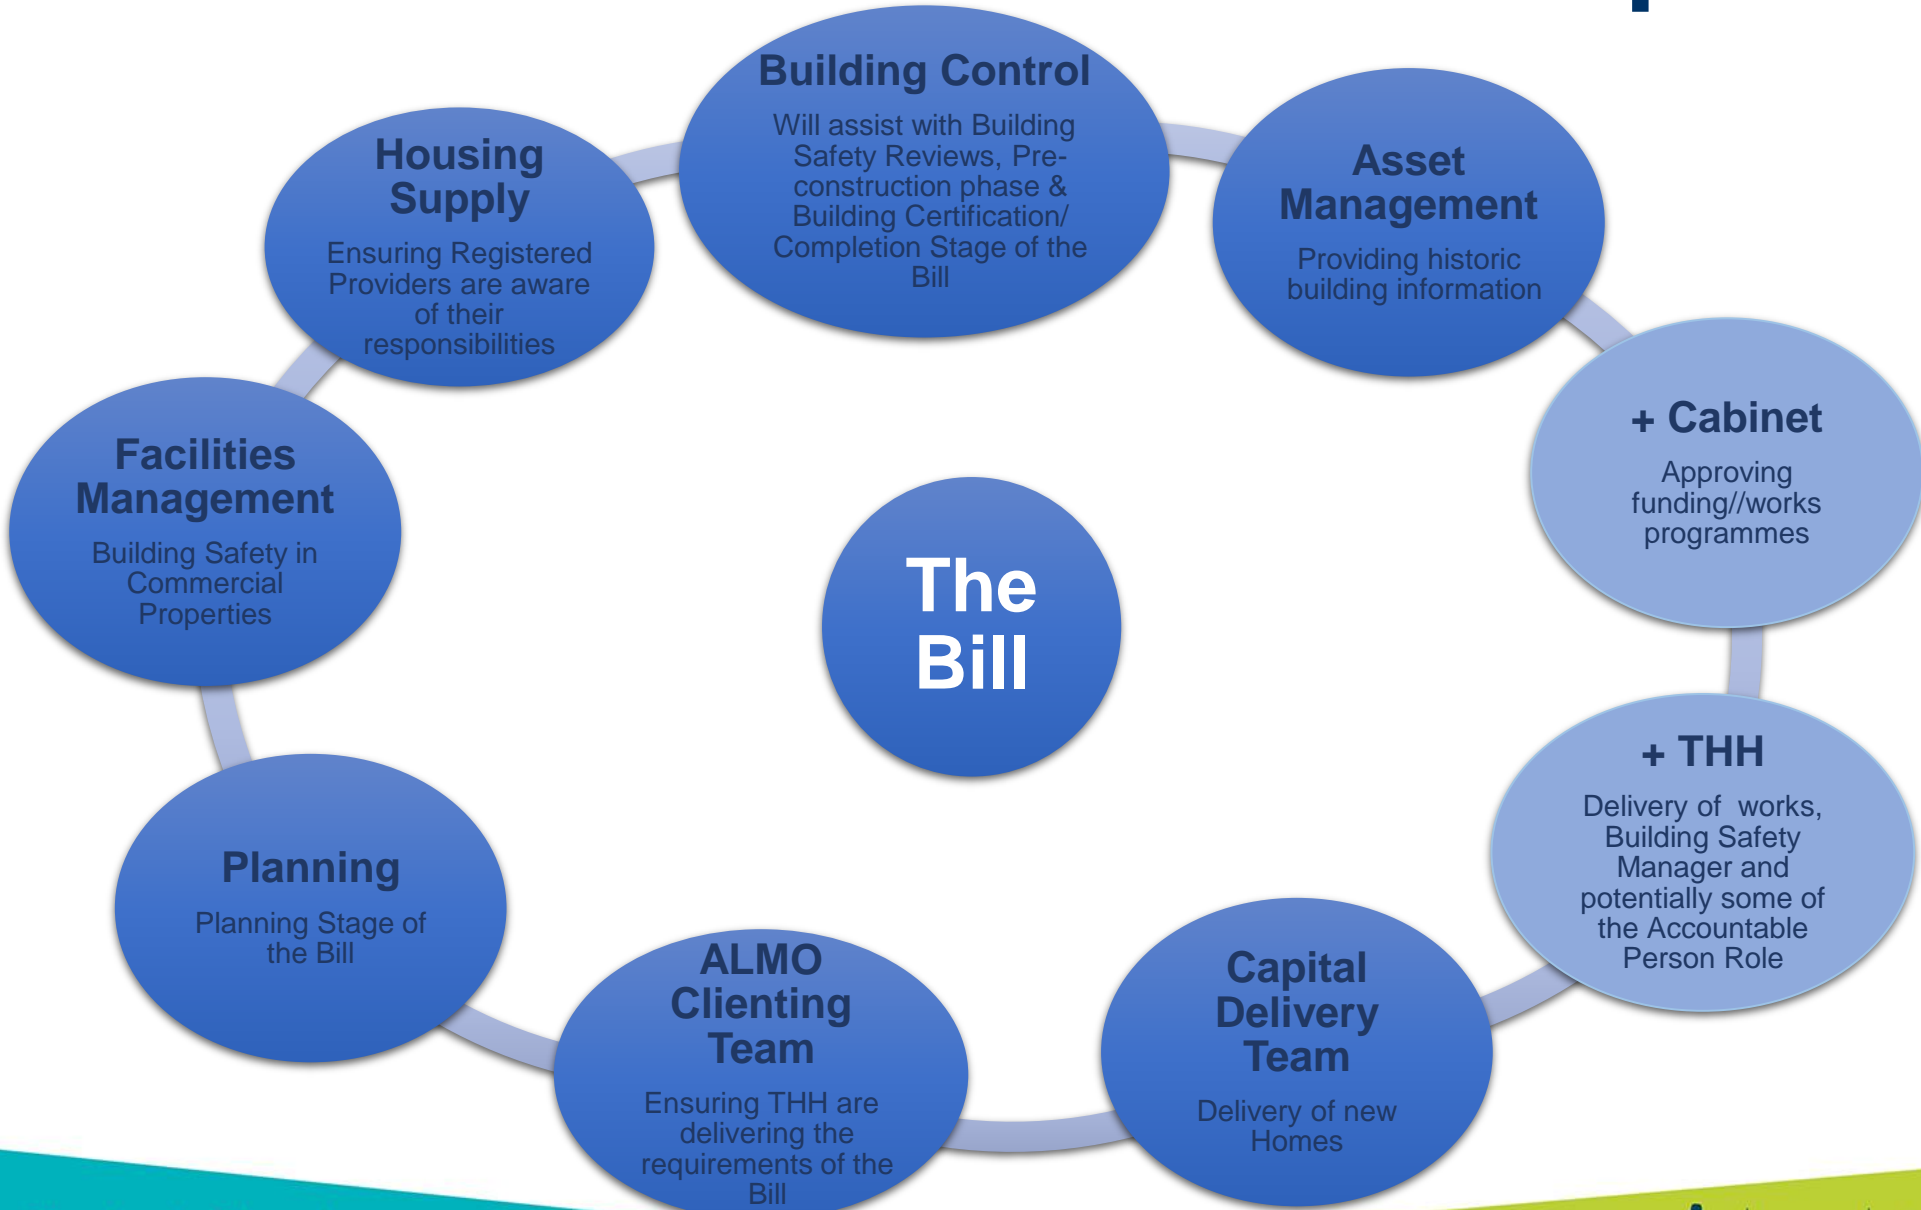 Building Control
Will assist with Building
Safety Reviews, Pre-
construction phase &
Building Certification/
Completion Stage of the
Bill
Asset
Management
Providing historic
building information
+ Cabinet
Approving
funding//works
programmes
+ THH
Delivery of  works,
Building Safety
Manager and
potentially some of
the Accountable
Person Role
Capital
Delivery
Team
Delivery of new
Homes
ALMO
Clienting
Team
Ensuring THH are
delivering the
requirements of the
Bill
Planning
Planning Stage of
the Bill
Facilities
Management
Building Safety in
Commercial
Properties
Housing
Supply
Ensuring Registered
Providers are aware
of their
responsibilities
The
Bill